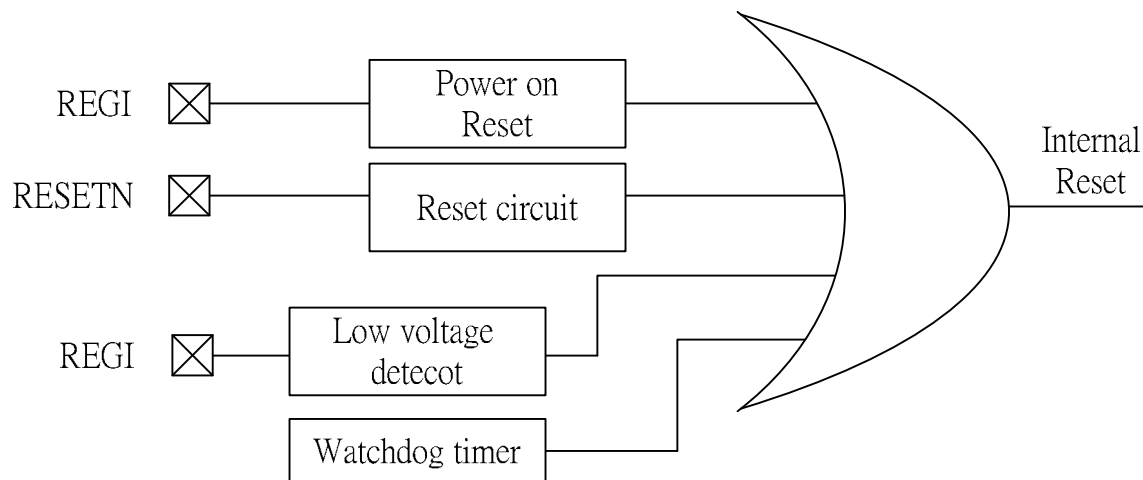 REGI
Power on
Reset
RESETN
Reset circuit
Internal
Reset
REGI
Low voltage
detecot
Watchdog timer